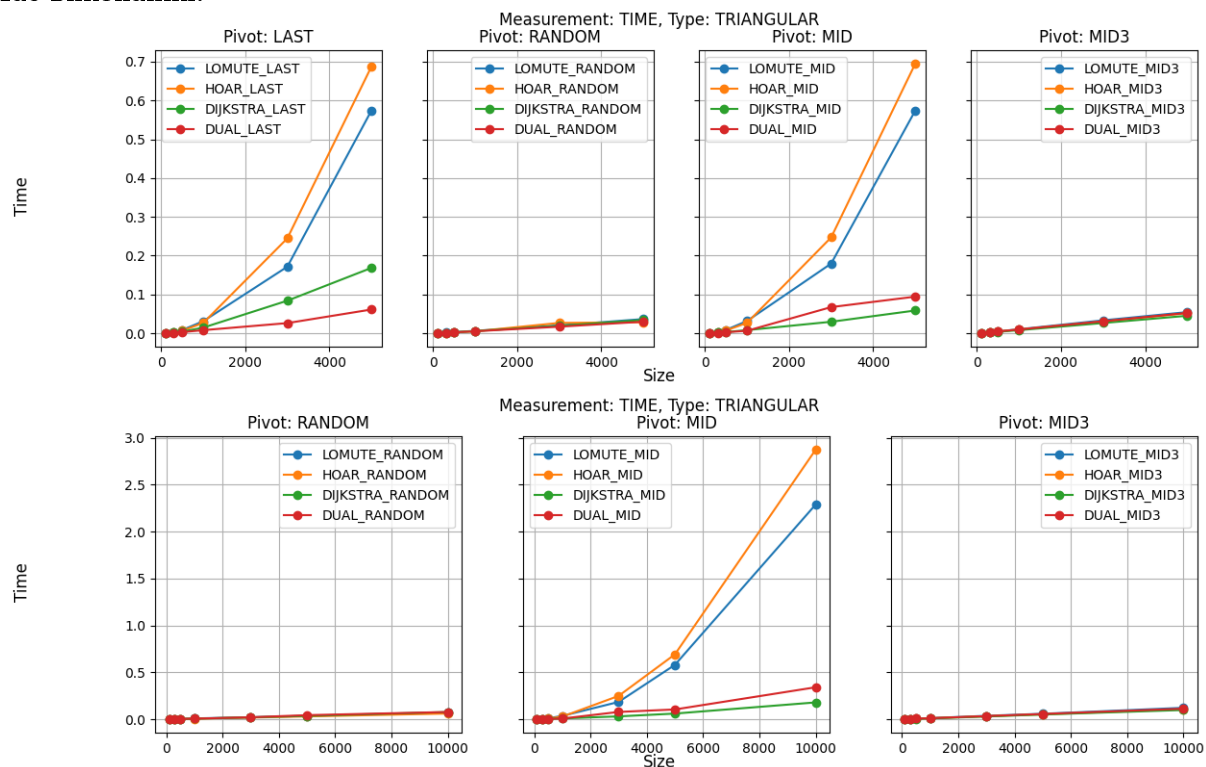 Measurement: TIME, Type: TRIANGULAR
Pivot: LAST
Pivot: RANDOM
Pivot: MID
Pivot: MID3
Time
0.7
0.6
0.5
0.4
0.3
0.2
0.1
0.0
LOMUTE_LAST
HOAR_LAST
DIJKSTRA_LAST
DUAL_LAST
LOMUTE_RANDOM
HOAR_RANDOM
DIJKSTRA_RANDOM
DUAL_RANDOM
LOMUTE_MID
HOAR_MID
DIJKSTRA_MID
DUAL_MID
LOMUTE_MID3
HOAR_MID3
DIJKSTRA_MID3
DUAL_MID3
0 2000 4000
0 2000 4000
0 2000 4000
0 2000 4000
Size
Measurement: TIME, Type: TRIANGULAR
Pivot: RANDOM
Pivot: MID
Pivot: MID3
Time
3.0
2.5
2.0
1.5
1.0
0.5
0.0
LOMUTE_RANDOM
HOAR_RANDOM
DIJKSTRA_RANDOM
DUAL_RANDOM
LOMUTE_MID
HOAR_MID
DIJKSTRA_MID
DUAL_MID
LOMUTE_MID3
HOAR_MID3
DIJKSTRA_MID3
DUAL_MID3
0 2000 4000 6000 8000 10000
0 2000 4000 6000 8000 10000
0 2000 4000 6000 8000 10000
Size